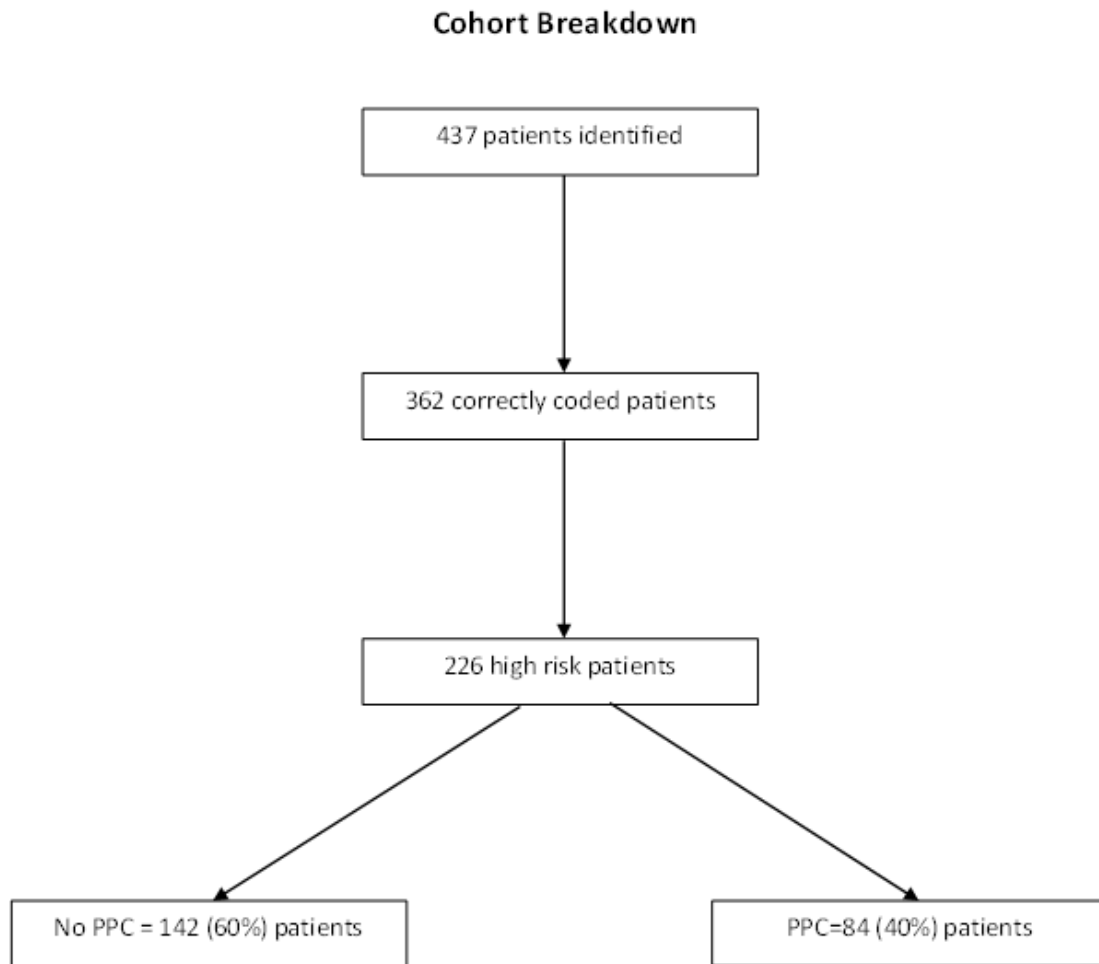 Cohort Breakdown
437 patients identified
362 correctly coded patients
226 high risk patients
No PPC = 142 (60%) patients
PPC=84 (40%) patients